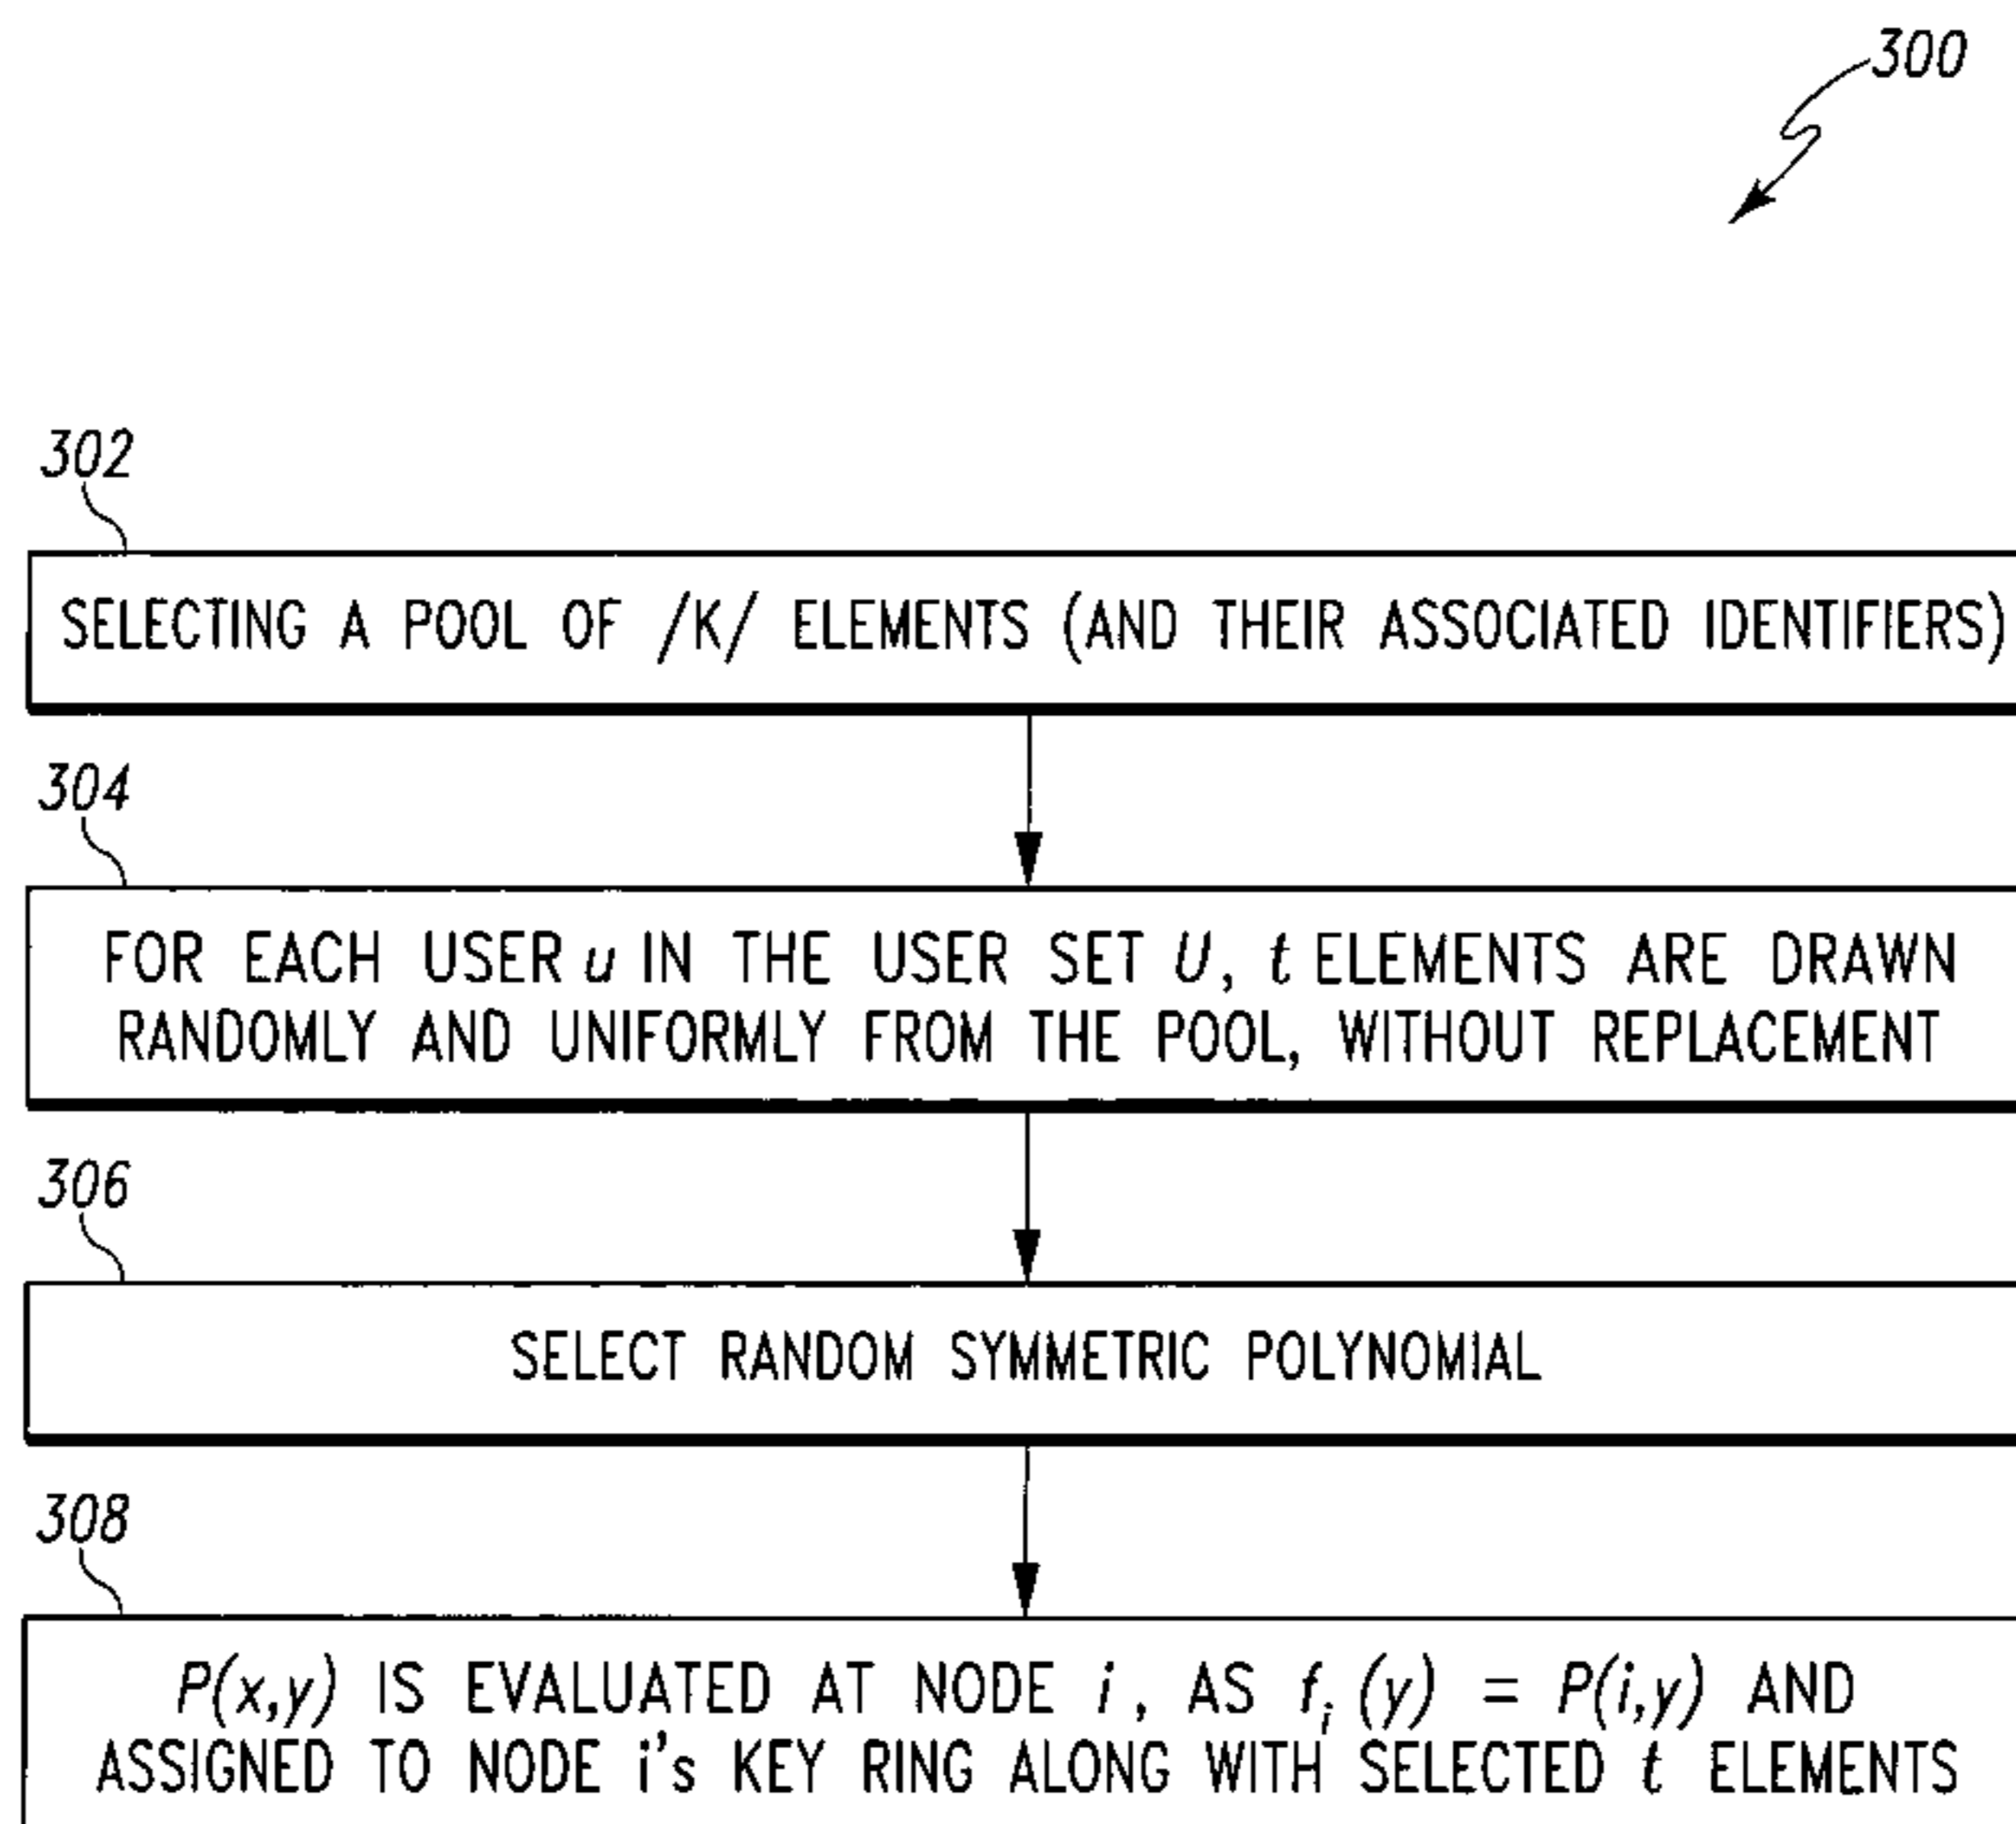 300
302
SELECTING A POOL OF /K/ ELEMENTS (AND THEIR ASSOCIATED IDENTIFIERS)
304
FOR EACH USER u IN THE USER SET U, t ELEMENTS ARE DRAWN
RANDOMLY AND UNIFORMLY FROM THE POOL, WITHOUT REPLACEMENT
306
SELECT RANDOM SYMMETRIC POLYNOMIAL
308
P(x,y) IS EVALUATED AT NODE i, AS f_i (y) = P(i,y) AND
ASSIGNED TO NODE i's KEY RING ALONG WITH SELECTED t ELEMENTS